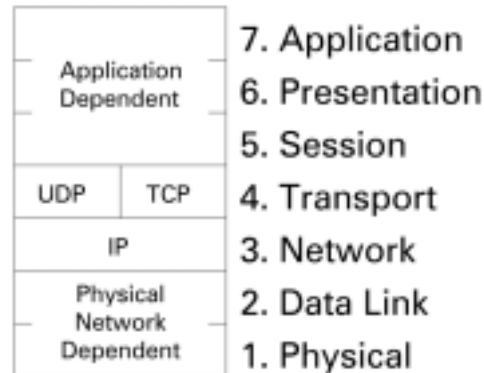 7. Application
Application
Dependent
6. Presentation
5. Session
UDP TCP
4. Transport
IP
3. Network
Physical
Network
Dependent
2. Data Link
1. Physical